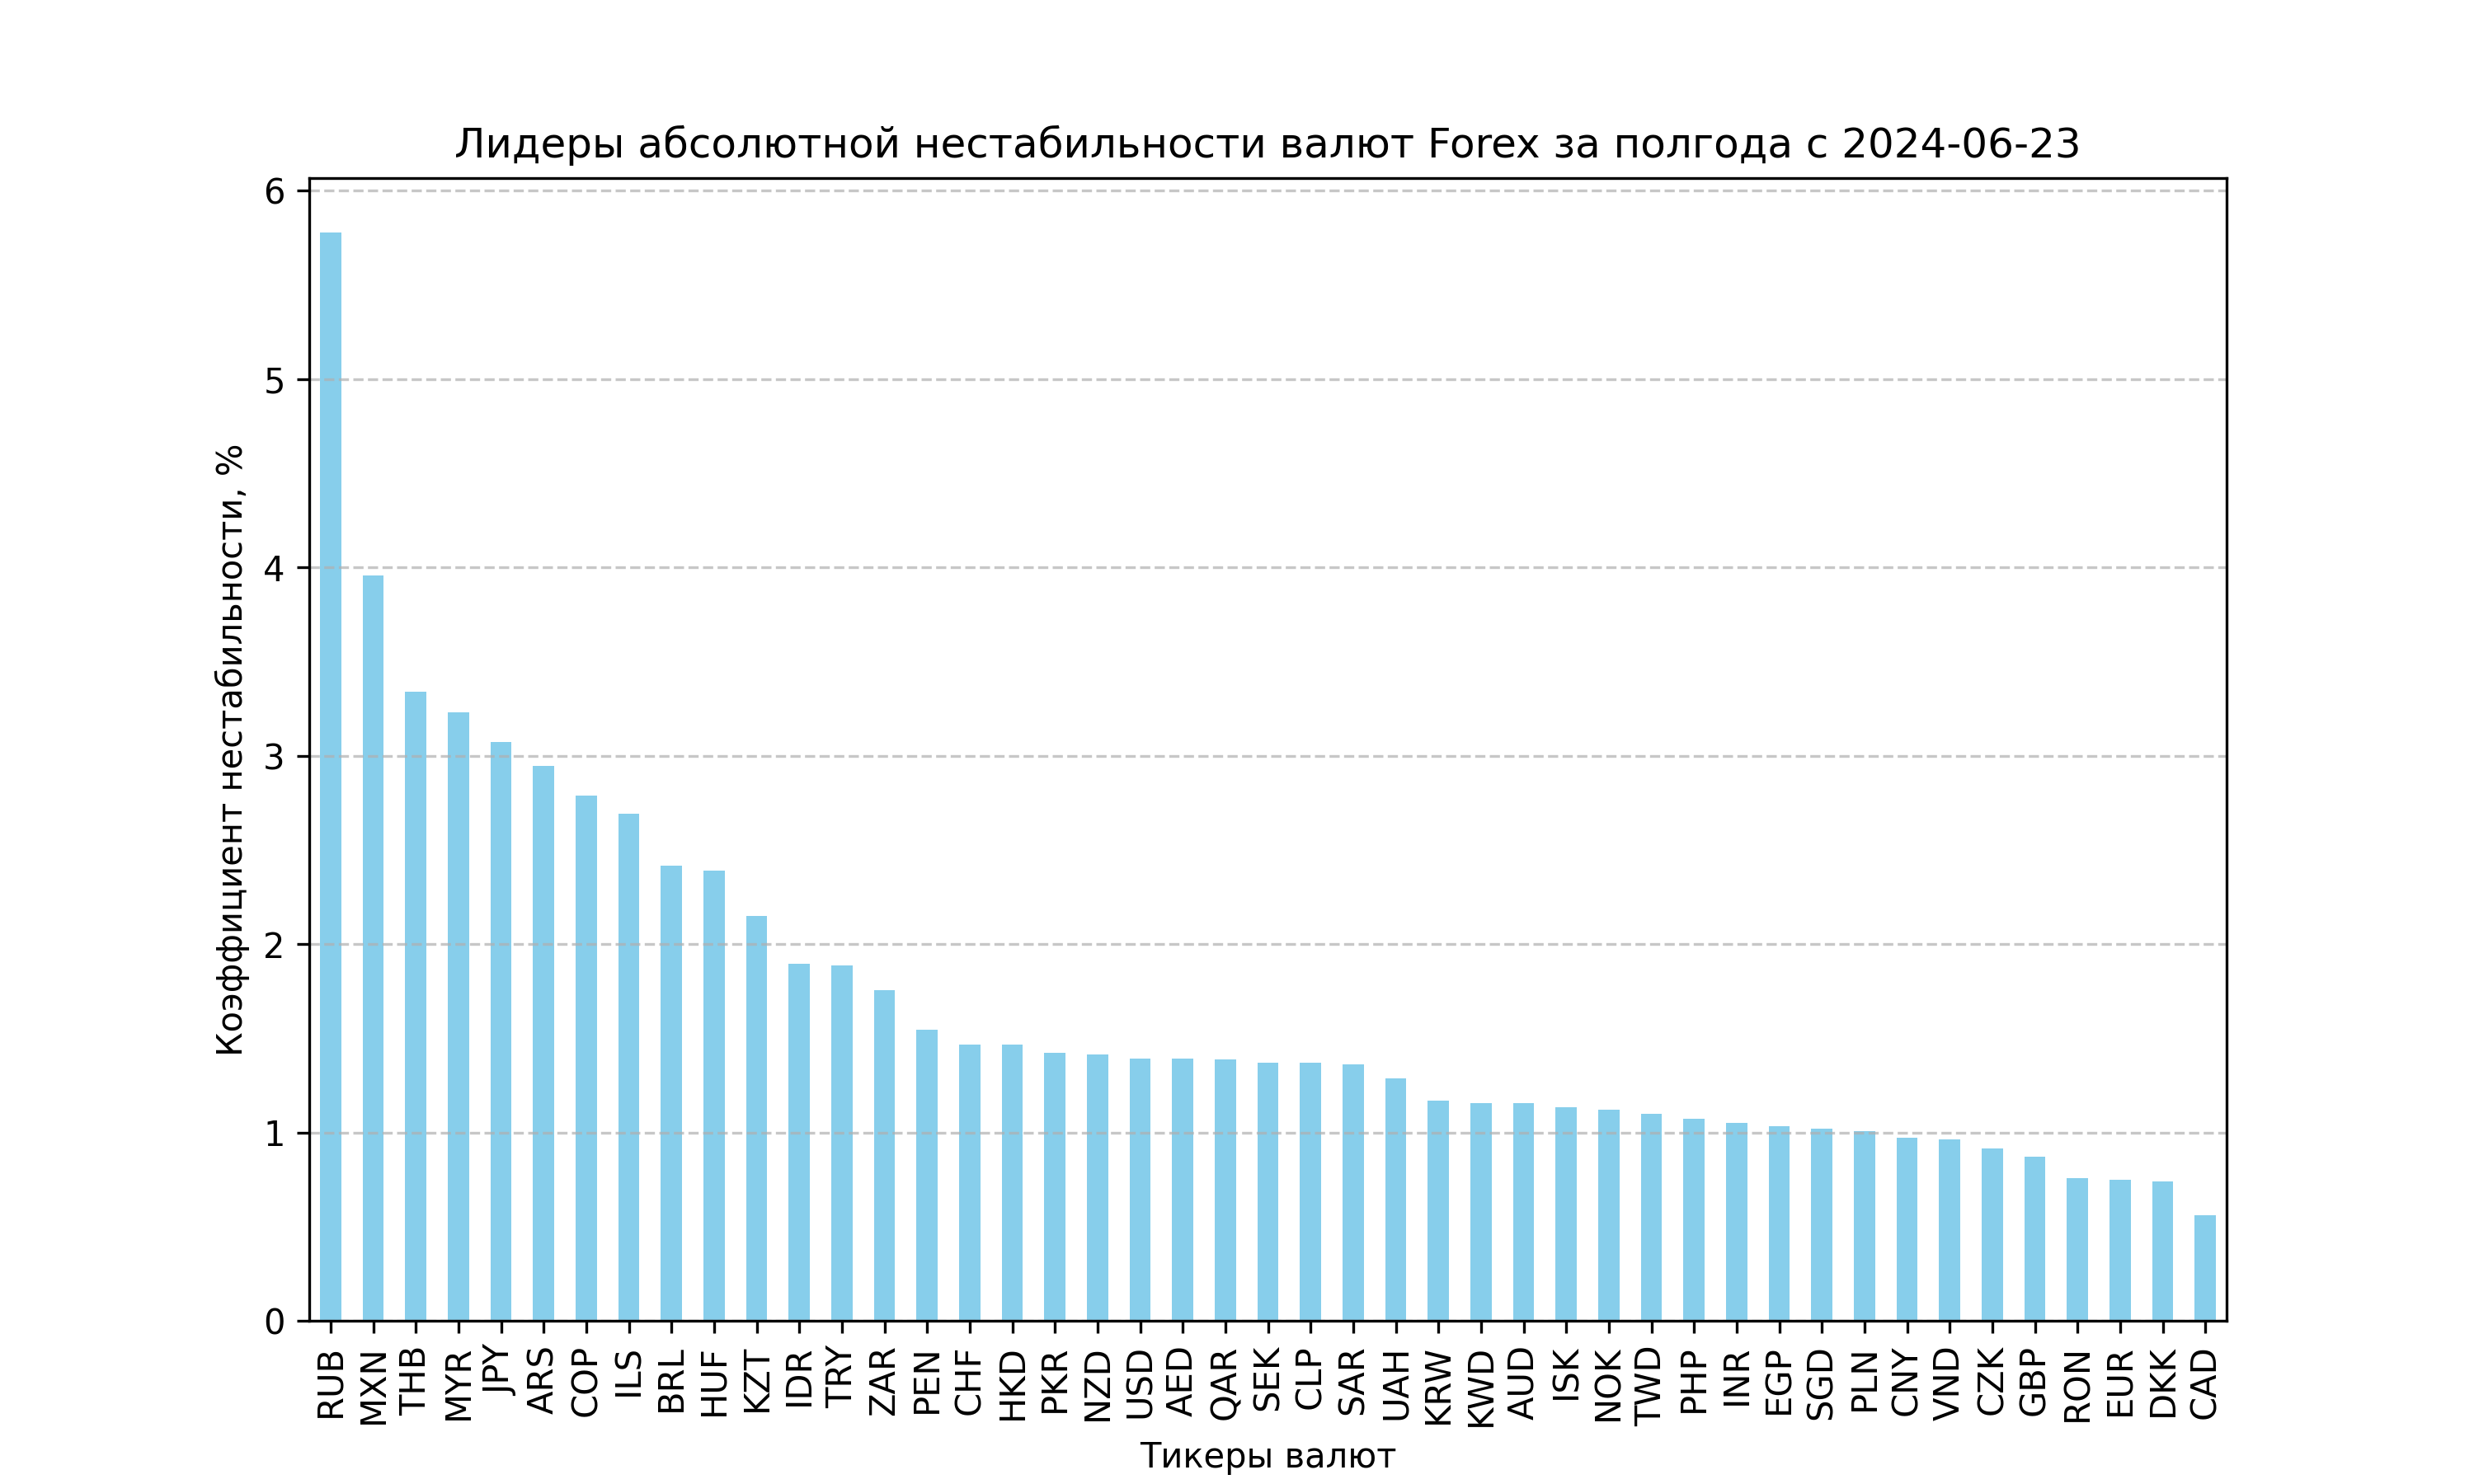 Лидеры абсолютной нестабильности валют Forex за полгода с 2024-06-23
Коэффициент нестабильности, %
6
5
4
3
2
1
0
RUB
MXN
THB
MYR
JPY
ARS
COP
ILS
BRL
HUF
KZT
IDR
TRY
ZAR
PEN
CHF
HKD
PKR
NZD
USD
AED
QAR
SEK
CLP
SAR
UAH
KRW
KWD
AUD
ISK
NOK
TWD
PHP
INR
EGP
SGD
PLN
CNY
VND
CZK
GBP
RON
EUR
DKK
CAD
Тикеры валют